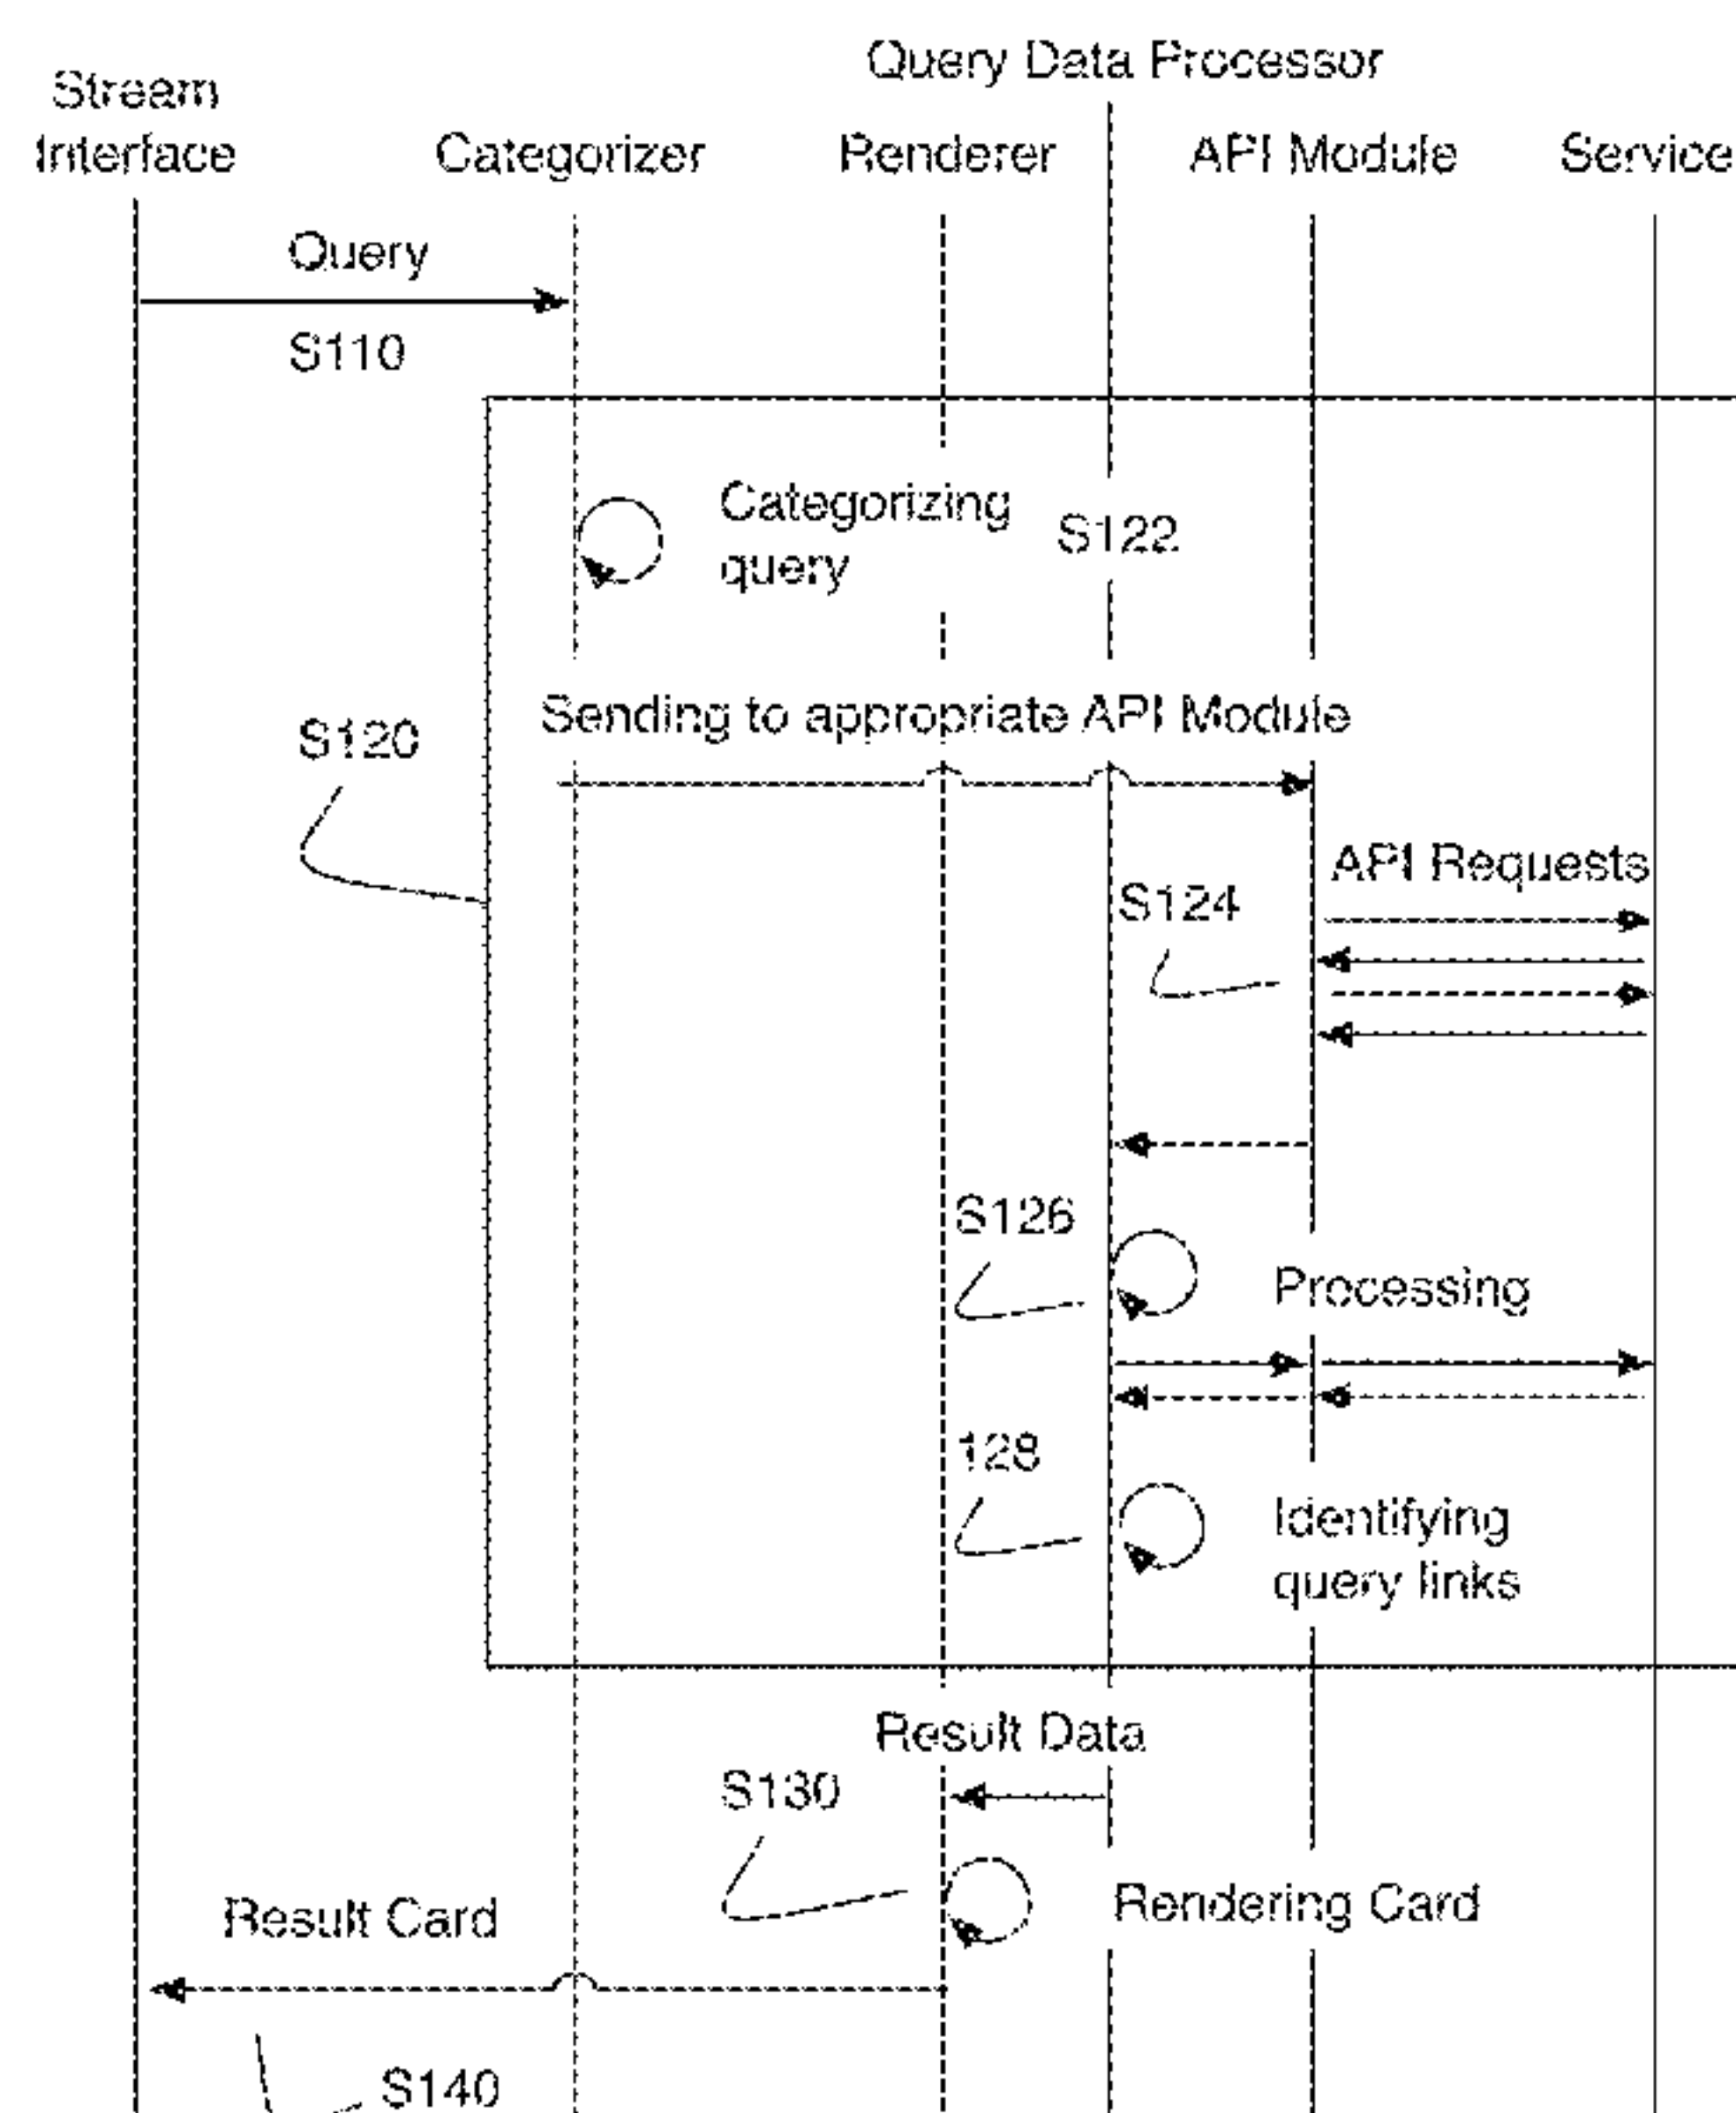 Query Data Processor
Stream
Interface
Categorizer
Renderer
API Module
Service
Query
S110
Categorizing
query
S122
Sending to appropriate API Module
S120
API Requests
S124
S126
Processing
128
Identifying
query links
Result Data
S130
Rendering Card
Result Card
S140